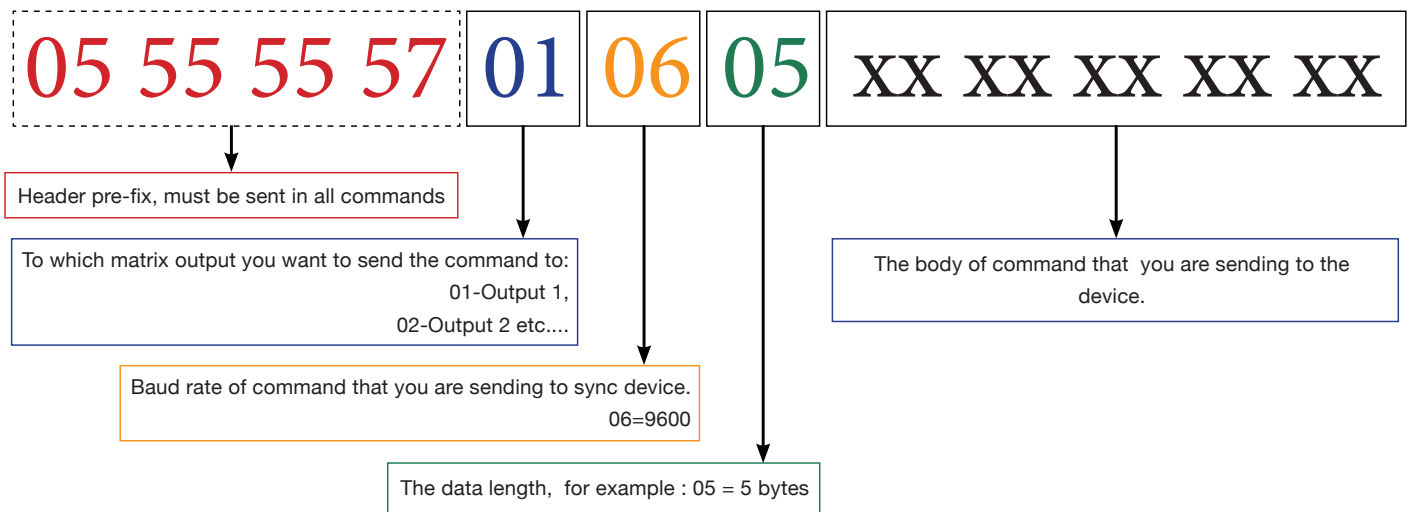 05 55 55 57 01 06 05 xx xx xx xx xx
Header pre-fix, must be sent in all commands
To which matrix output you want to send the command to:
01-Output 1,
02-Output 2 etc....
The body of command that you are sending to the
device.
Baud rate of command that you are sending to sync device.
06=9600
The data length, for example : 05 = 5 bytes